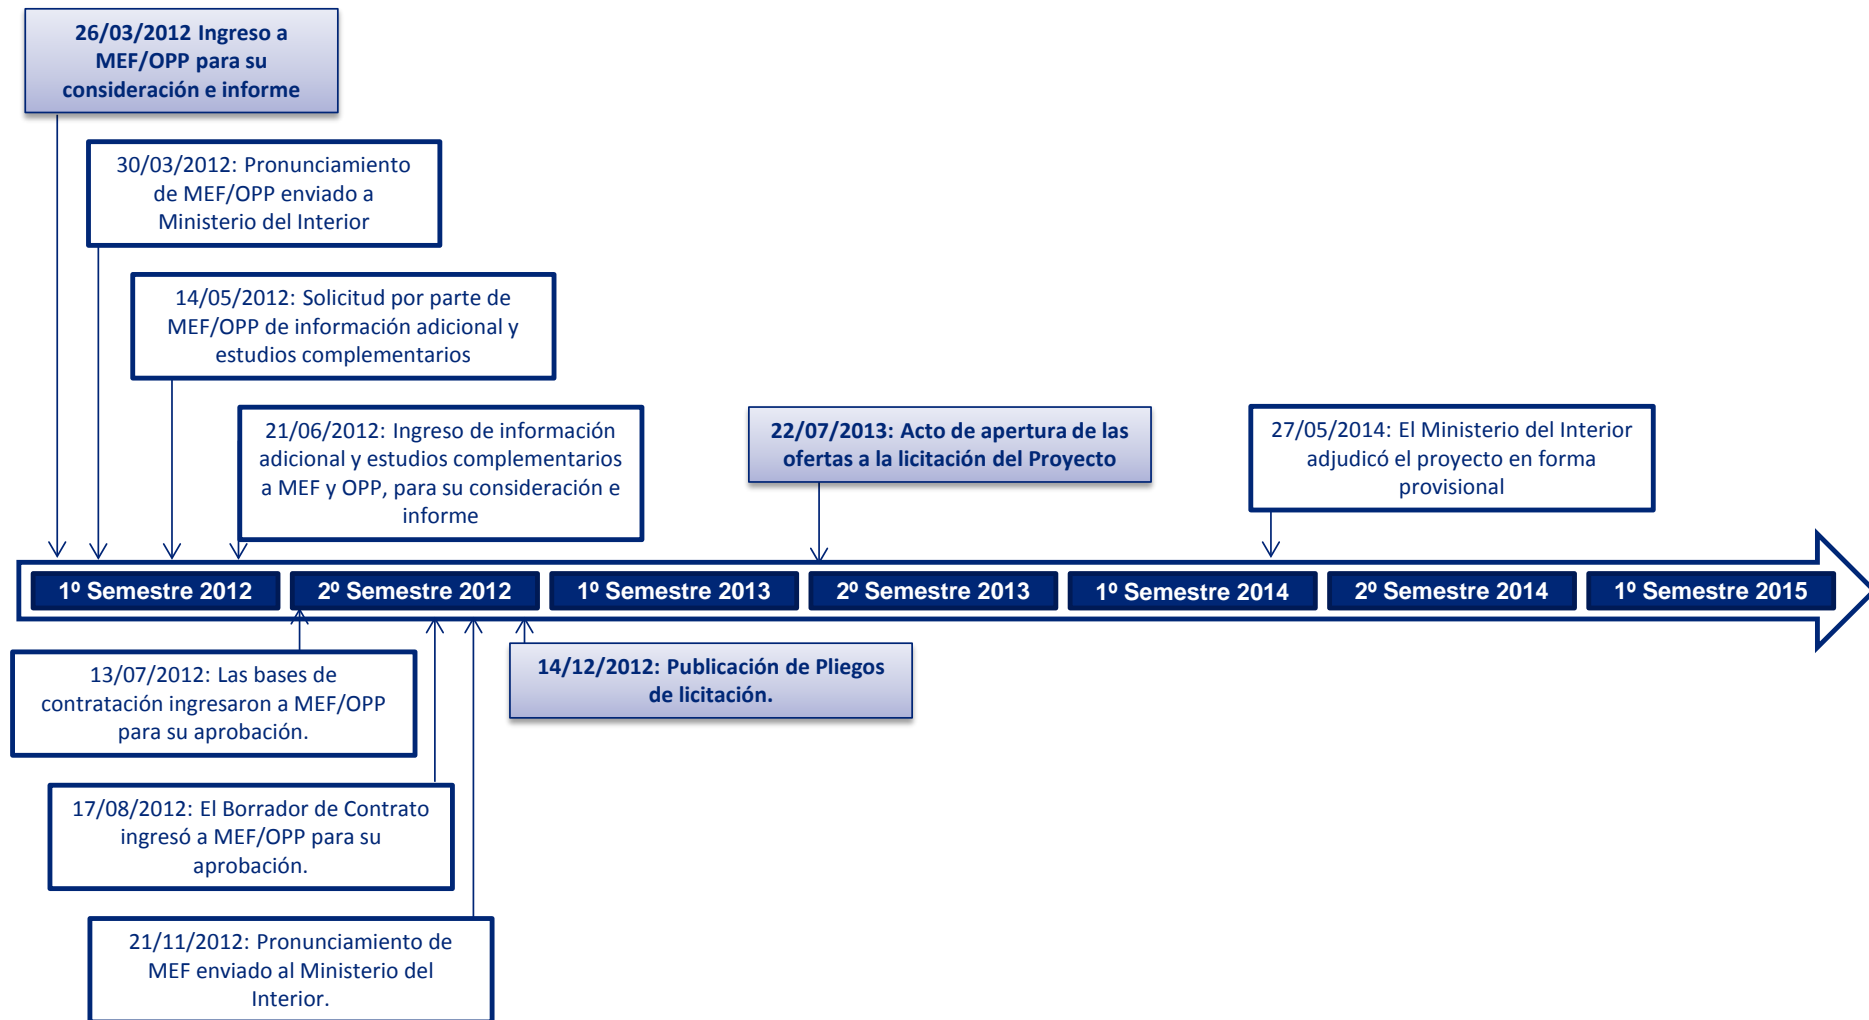 26/03/2012 Ingreso a
MEF/OPP para su
consideración e informe
30/03/2012: Pronunciamiento
de MEF/OPP enviado a
Ministerio del Interior
14/05/2012: Solicitud por parte de
MEF/OPP de información adicional y
estudios complementarios
21/06/2012: Ingreso de información
adicional y estudios complementarios
a MEF y OPP, para su consideración e
informe
22/07/2013: Acto de apertura de las
ofertas a la licitación del Proyecto
27/05/2014: El Ministerio del Interior
adjudicó el proyecto en forma
provisional
1º Semestre 2012
2º Semestre 2012
1º Semestre 2013
2º Semestre 2013
1º Semestre 2014
2º Semestre 2014
1º Semestre 2015
13/07/2012: Las bases de
contratación ingresaron a MEF/OPP
para su aprobación.
14/12/2012: Publicación de Pliegos
de licitación.
17/08/2012: El Borrador de Contrato
ingresó a MEF/OPP para su
aprobación.
21/11/2012: Pronunciamiento de
MEF enviado al Ministerio del
Interior.